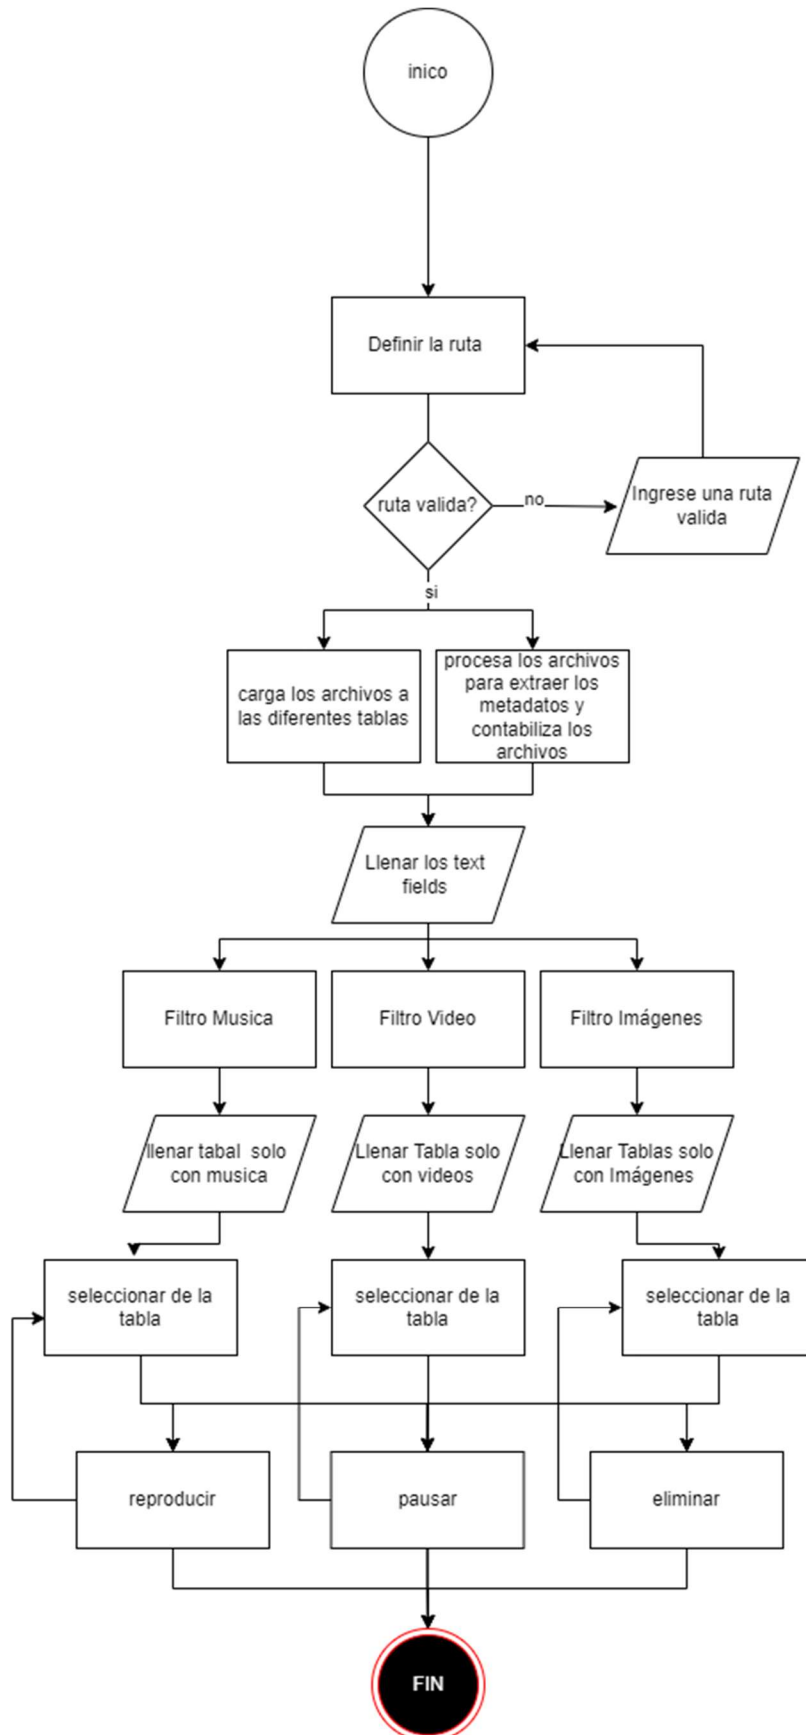 inico
Definir la ruta
ruta valida?
no
Ingrese una ruta
valida
si
carga los archivos a
las diferentes tablas
procesa los archivos
para extraer los
metadatos y
contabiliza los
archivos
Llenar los text
fields
Filtro Musica
Filtro Video
Filtro Imágenes
llenar tabal solo
con musica
Llenar Tabla solo
con videos
Llenar Tablas solo
con Imágenes
seleccionar de la
tabla
seleccionar de la
tabla
seleccionar de la
tabla
reproducir
pausar
eliminar
FIN